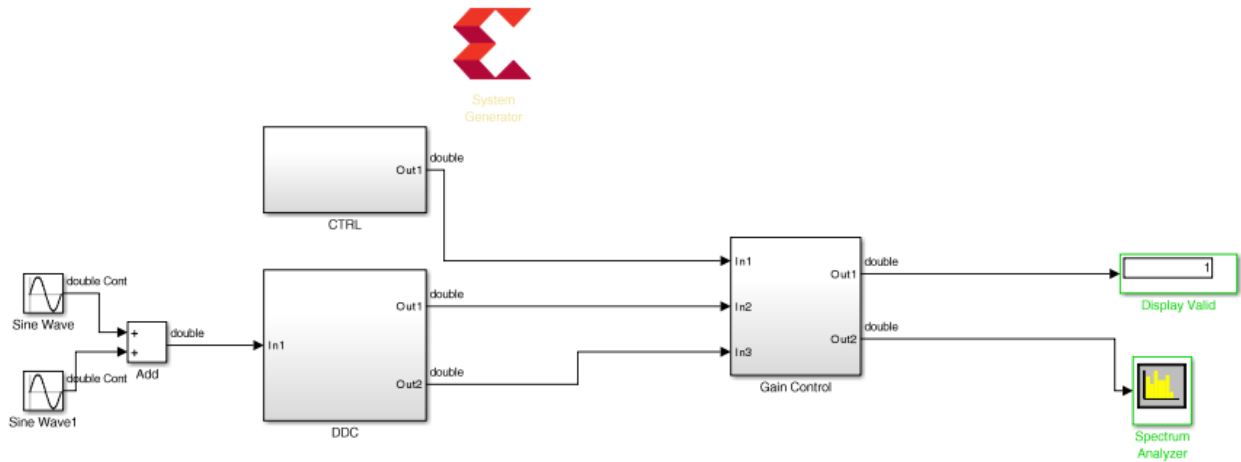 System
Generator
double
Out1
CTRL
double Cont
Sine Wave
double
Add
double Cont
Sine Wave1
In1
double
Out1
double
Out2
DDC
In1
In2
In3
double
Out1
double
Out2
Gain Control
1
Display Valid
Spectrum
Analyzer